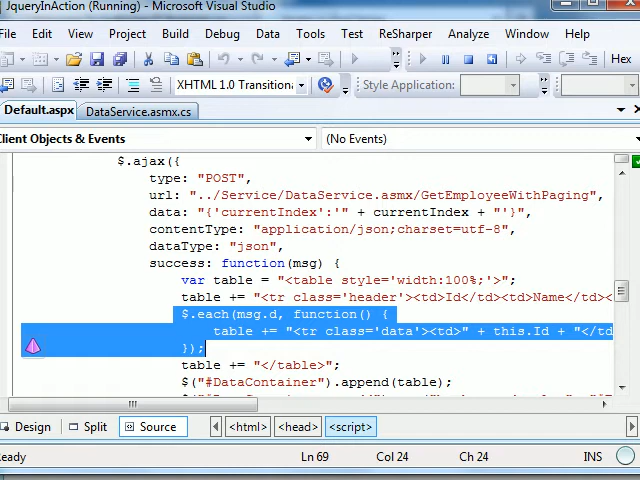 JqueryInAction (Running) - Microsoft Visual Studio
File Edit View Project Build Debug Data Tools Test ReSharper Analyze Window Help
Hex
XHTML 1.0 Transition Style Application:
Default.aspx DataService.asmx.cs
Client Objects & Events (No Events)
$.ajax({
type: "POST",
url: "../Service/DataService.asmx/GetEmployeeWithPaging",
data: "{'currentIndex':'" + currentIndex + "'}",
contentType: "application/json;charset=utf-8",
dataType: "json",
success: function(msg) {
var table = "<table style='width:100%;'>";
table += "<tr class='header'><td>Id</td><td>Name</td><
$.each(msg.d, function() {
table += "<tr class='data'><td>" + this.Id + "</td
});
table += "</table>";
$("#DataContainer").append(table);
Design Split Source <html> <head> <script>
Ready Ln 69 Col 24 Ch 24 INS